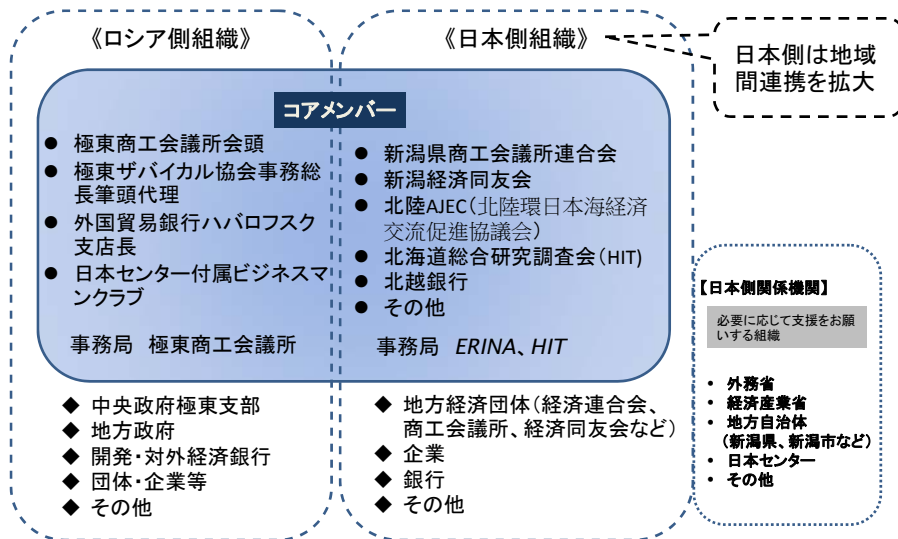 《ロシア側組織》
《日本側組織》
日本側は地域
間連携を拡大
コアメンバー
● 極東商工会議所会頭
● 極東ザバイカル協会事務総
長筆頭代理
● 外国貿易銀行ハバロフスク
支店長
● 日本センター付属ビジネスマ
ンクラブ
事務局 極東商工会議所
● 新潟県商工会議所連合会
● 新潟経済同友会
● 北陸AJEC(北陸環日本海経済
交流促進協議会)
● 北海道総合研究調査会(HIT)
● 北越銀行
● その他
事務局 ERINA、HIT
◆ 中央政府極東支部
◆ 地方政府
◆ 開発・対外経済銀行
◆ 団体・企業等
◆ その他
◆ 地方経済団体(経済連合会、
商工会議所、経済同友会など)
◆ 企業
◆ 銀行
◆ その他
【日本側関係機関】
必要に応じて支援をお願
いする組織
• 外務省
• 経済産業省
• 地方自治体
(新潟県、新潟市など)
• 日本センター
• その他